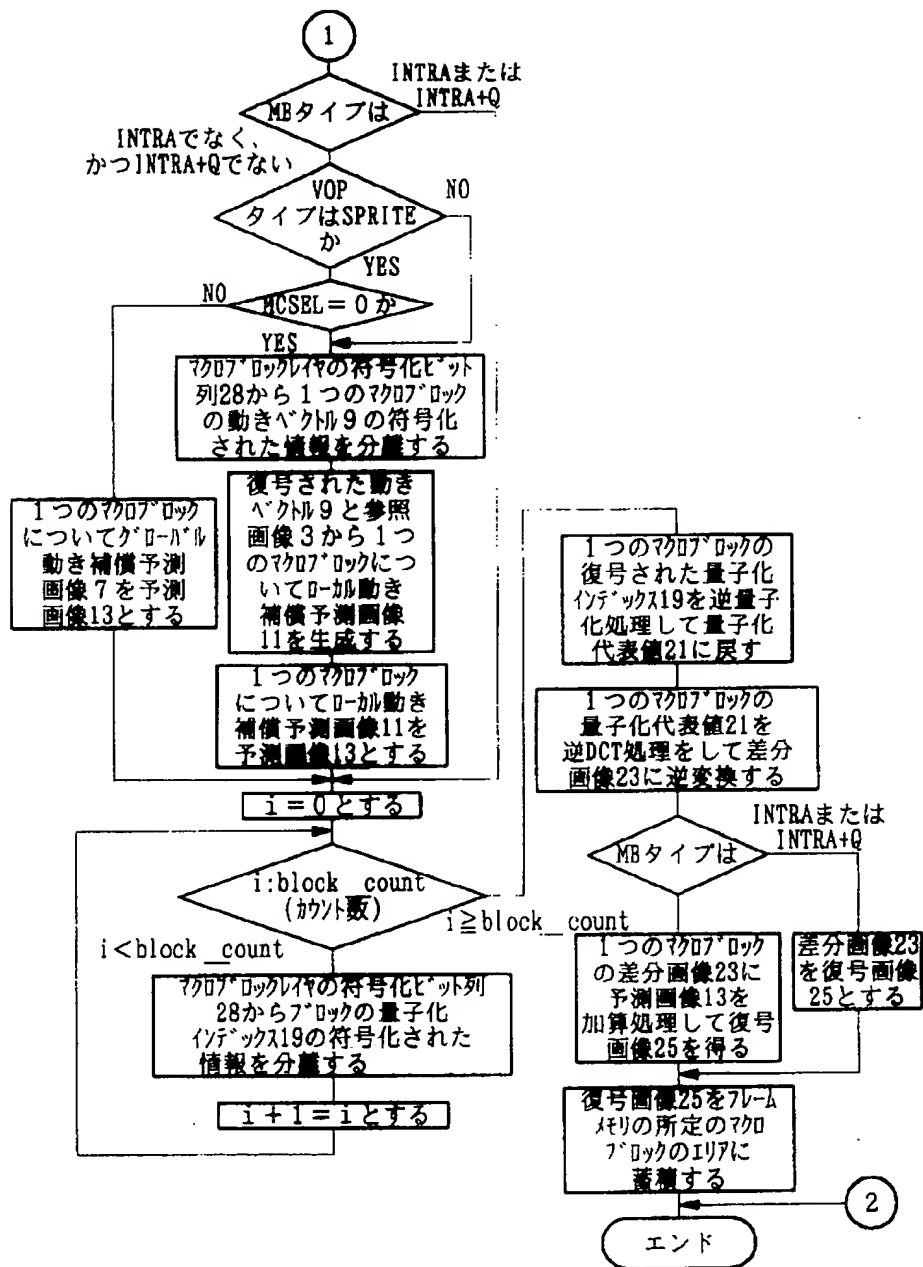 1
MBタイプは
INTRAまたは
INTRA+Q
INTRAでなく、
かつINTRA+Qでない
VOP
タイプはSPRITE
か
NO
YES
MCSEL=0か
NO
YES
マクロブロックレイヤの符号化ビット
列28から1つのマクロブロック
の動きベクトル9の符号化
された情報を分離する
復号された動き
ベクトル9と参照
画像3から1つ
のマクロブロックにつ
いてローカル動き
補償予測画像
11を生成する
1つのマクロブロック
についてグローバル
動き補償予測
画像7を予測
画像13とする
1つのマクロブロック
についてローカル動き
補償予測画像11を
予測画像13とする
i=0とする
i:block_count
(カウント数)
i≧block_count
i<block_count
マクロブロックレイヤの符号化ビット列
28からブロックの量子化
インデックス19の符号化された
情報を分離する
i+1=iとする
1つのマクロブロックの
復号された量子化
インデックス19を逆量子
化処理して量子化
代表値21に戻す
1つのマクロブロックの
量子化代表値21を
逆DCT処理をして差分
画像23に逆変換する
MBタイプは
INTRAまたは
INTRA+Q
1つのマクロブロック
の差分画像23に
予測画像13を
加算処理して復号
画像25を得る
差分画像23
を復号画像
25とする
復号画像25をフレーム
メモリの所定のマクロ
ブロックのエリアに
蓄積する
2
エンド